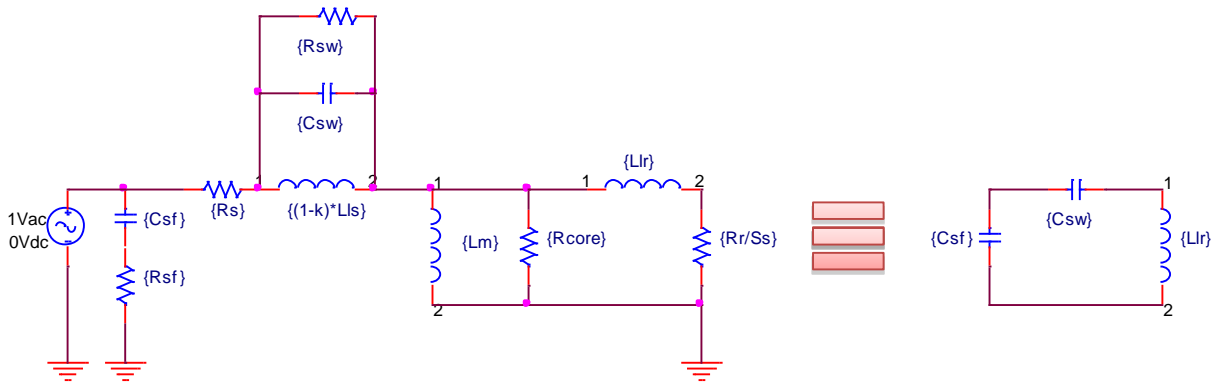 {Rsw}
{Csw}
{Llr}
1 2
1 1 2
{Rs}
{(1-k)*Lls}
1Vac
0Vdc
{Csf}
{Lm}
{Rcore}
{Rr/Ss}
{Rsf}
2
{Csw}
1
{Csf}
{Llr}
2